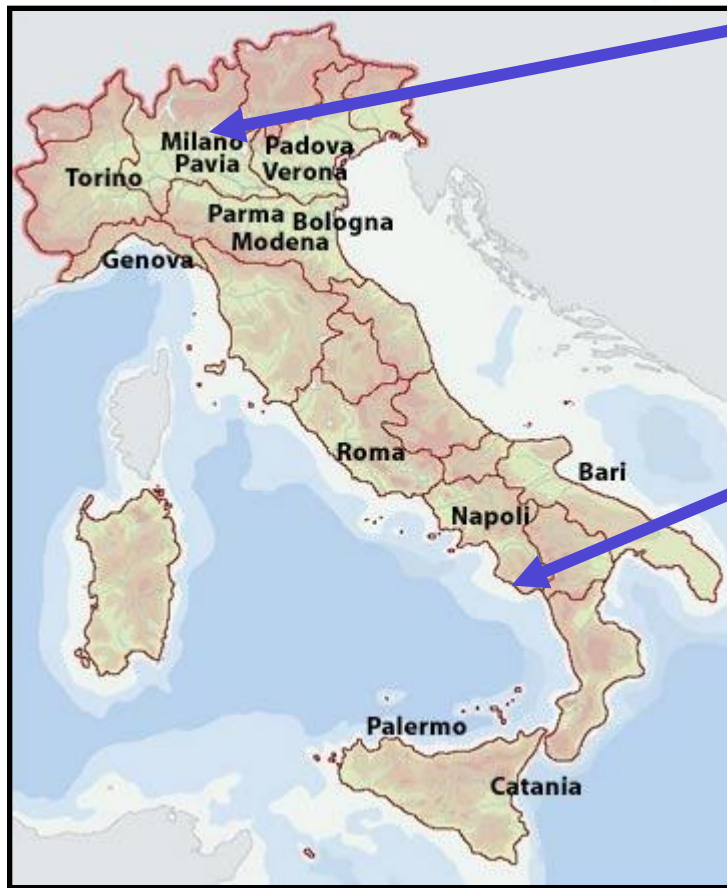 Milano Padova
Torino Pavia Verona
Parma Bologna
Modena
Genova
Roma
Bari
Napoli
Palermo
Catania